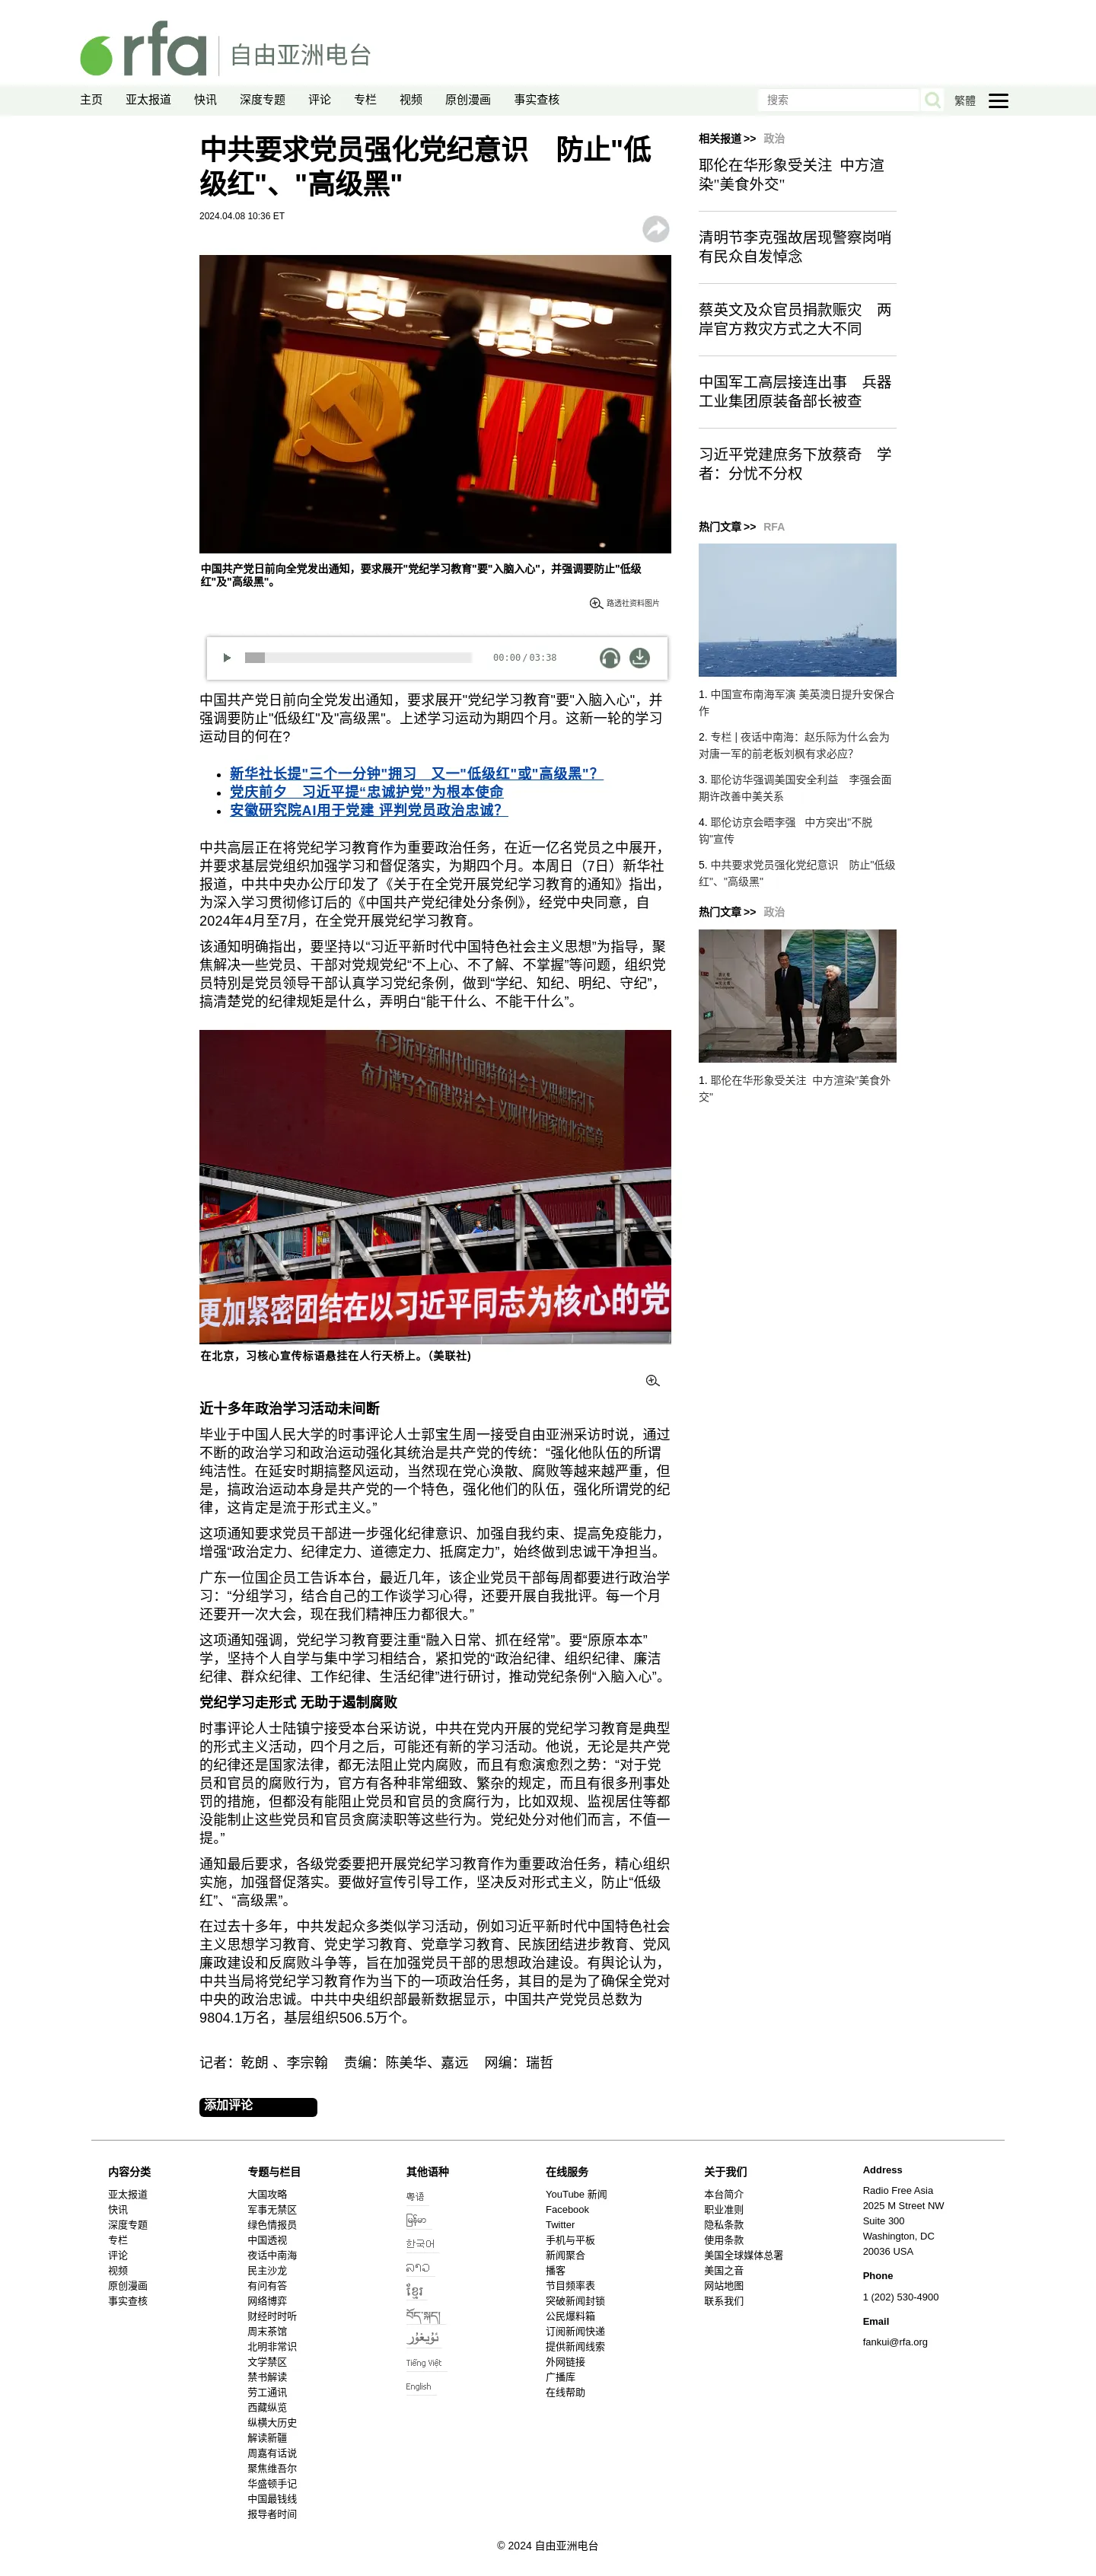 rfa 自由亚洲电台
主页 亚太报道 快讯 深度专题 评论 专栏 视频 原创漫画 事实查核 搜索 繁體
中共要求党员强化党纪意识　防止"低
级红"、"高级黑"
2024.04.08 10:36 ET
中国共产党日前向全党发出通知，要求展开"党纪学习教育"要"入脑入心"，并强调要防止"低级
红"及"高级黑"。
路透社资料图片
00:00 / 03:38
中国共产党日前向全党发出通知，要求展开"党纪学习教育"要"入脑入心"，并
强调要防止"低级红"及"高级黑"。上述学习运动为期四个月。这新一轮的学习
运动目的何在?
新华社长提"三个一分钟"拥习　又一"低级红"或"高级黑"？
党庆前夕　习近平提“忠诚护党”为根本使命
安徽研究院AI用于党建 评判党员政治忠诚？
中共高层正在将党纪学习教育作为重要政治任务，在近一亿名党员之中展开，
并要求基层党组织加强学习和督促落实，为期四个月。本周日（7日）新华社
报道，中共中央办公厅印发了《关于在全党开展党纪学习教育的通知》指出，
为深入学习贯彻修订后的《中国共产党纪律处分条例》，经党中央同意，自
2024年4月至7月，在全党开展党纪学习教育。
该通知明确指出，要坚持以“习近平新时代中国特色社会主义思想”为指导，聚
焦解决一些党员、干部对党规党纪“不上心、不了解、不掌握”等问题，组织党
员特别是党员领导干部认真学习党纪条例，做到“学纪、知纪、明纪、守纪”，
搞清楚党的纪律规矩是什么，弄明白“能干什么、不能干什么”。
在习近平新时代中国特色社会主义思想指引下
奋力谱写全面建设社会主义现代化国家的北京篇章
更加紧密团结在以习近平同志为核心的党
在北京，习核心宣传标语悬挂在人行天桥上。（美联社)
近十多年政治学习活动未间断
毕业于中国人民大学的时事评论人士郭宝生周一接受自由亚洲采访时说，通过
不断的政治学习和政治运动强化其统治是共产党的传统：“强化他队伍的所谓
纯洁性。在延安时期搞整风运动，当然现在党心涣散、腐败等越来越严重，但
是，搞政治运动本身是共产党的一个特色，强化他们的队伍，强化所谓党的纪
律，这肯定是流于形式主义。”
这项通知要求党员干部进一步强化纪律意识、加强自我约束、提高免疫能力，
增强“政治定力、纪律定力、道德定力、抵腐定力”，始终做到忠诚干净担当。
广东一位国企员工告诉本台，最近几年，该企业党员干部每周都要进行政治学
习：“分组学习，结合自己的工作谈学习心得，还要开展自我批评。每一个月
还要开一次大会，现在我们精神压力都很大。”
这项通知强调，党纪学习教育要注重“融入日常、抓在经常”。要“原原本本”
学，坚持个人自学与集中学习相结合，紧扣党的“政治纪律、组织纪律、廉洁
纪律、群众纪律、工作纪律、生活纪律”进行研讨，推动党纪条例“入脑入心”。
党纪学习走形式 无助于遏制腐败
时事评论人士陆镇宁接受本台采访说，中共在党内开展的党纪学习教育是典型
的形式主义活动，四个月之后，可能还有新的学习活动。他说，无论是共产党
的纪律还是国家法律，都无法阻止党内腐败，而且有愈演愈烈之势：“对于党
员和官员的腐败行为，官方有各种非常细致、繁杂的规定，而且有很多刑事处
罚的措施，但都没有能阻止党员和官员的贪腐行为，比如双规、监视居住等都
没能制止这些党员和官员贪腐渎职等这些行为。党纪处分对他们而言，不值一
提。”
通知最后要求，各级党委要把开展党纪学习教育作为重要政治任务，精心组织
实施，加强督促落实。要做好宣传引导工作，坚决反对形式主义，防止“低级
红”、“高级黑”。
在过去十多年，中共发起众多类似学习活动，例如习近平新时代中国特色社会
主义思想学习教育、党史学习教育、党章学习教育、民族团结进步教育、党风
廉政建设和反腐败斗争等，旨在加强党员干部的思想政治建设。有舆论认为，
中共当局将党纪学习教育作为当下的一项政治任务，其目的是为了确保全党对
中央的政治忠诚。中共中央组织部最新数据显示，中国共产党党员总数为
9804.1万名，基层组织506.5万个。
记者：乾朗 、李宗翰　责编：陈美华、嘉远　网编：瑞哲
添加评论
相关报道 >> 政治
耶伦在华形象受关注 中方渲
染"美食外交"
清明节李克强故居现警察岗哨
有民众自发悼念
蔡英文及众官员捐款赈灾　两
岸官方救灾方式之大不同
中国军工高层接连出事　兵器
工业集团原装备部长被查
习近平党建庶务下放蔡奇　学
者：分忧不分权
热门文章 >> RFA
1. 中国宣布南海军演 美英澳日提升安保合
作
2. 专栏 | 夜话中南海：赵乐际为什么会为
对唐一军的前老板刘枫有求必应?
3. 耶伦访华强调美国安全利益　李强会面
期许改善中美关系
4. 耶伦访京会晤李强　中方突出"不脱
钩"宣传
5. 中共要求党员强化党纪意识　防止"低级
红"、"高级黑"
热门文章 >> 政治
1. 耶伦在华形象受关注 中方渲染"美食外
交"
内容分类
亚太报道
快讯
深度专题
专栏
评论
视频
原创漫画
事实查核
专题与栏目
大国攻略
军事无禁区
绿色情报员
中国透视
夜话中南海
民主沙龙
有问有答
网络博弈
财经时时听
周末茶馆
北明非常识
文学禁区
禁书解读
劳工通讯
西藏纵览
纵横大历史
解读新疆
周嘉有话说
聚焦维吾尔
华盛顿手记
中国最钱线
报导者时间
其他语种
粤语
မြန်မာ
한국어
ລາວ
ខ្មែរ
བོད་སྐད།
ئۇيغۇر
Tiếng Việt
English
在线服务
YouTube 新闻
Facebook
Twitter
手机与平板
新闻聚合
播客
节目频率表
突破新闻封锁
公民爆料箱
订阅新闻快递
提供新闻线索
外网链接
广播库
在线帮助
关于我们
本台简介
职业准则
隐私条款
使用条款
美国全球媒体总署
美国之音
网站地图
联系我们
Address
Radio Free Asia
2025 M Street NW
Suite 300
Washington, DC
20036 USA
Phone
1 (202) 530-4900
Email
fankui@rfa.org
© 2024 自由亚洲电台